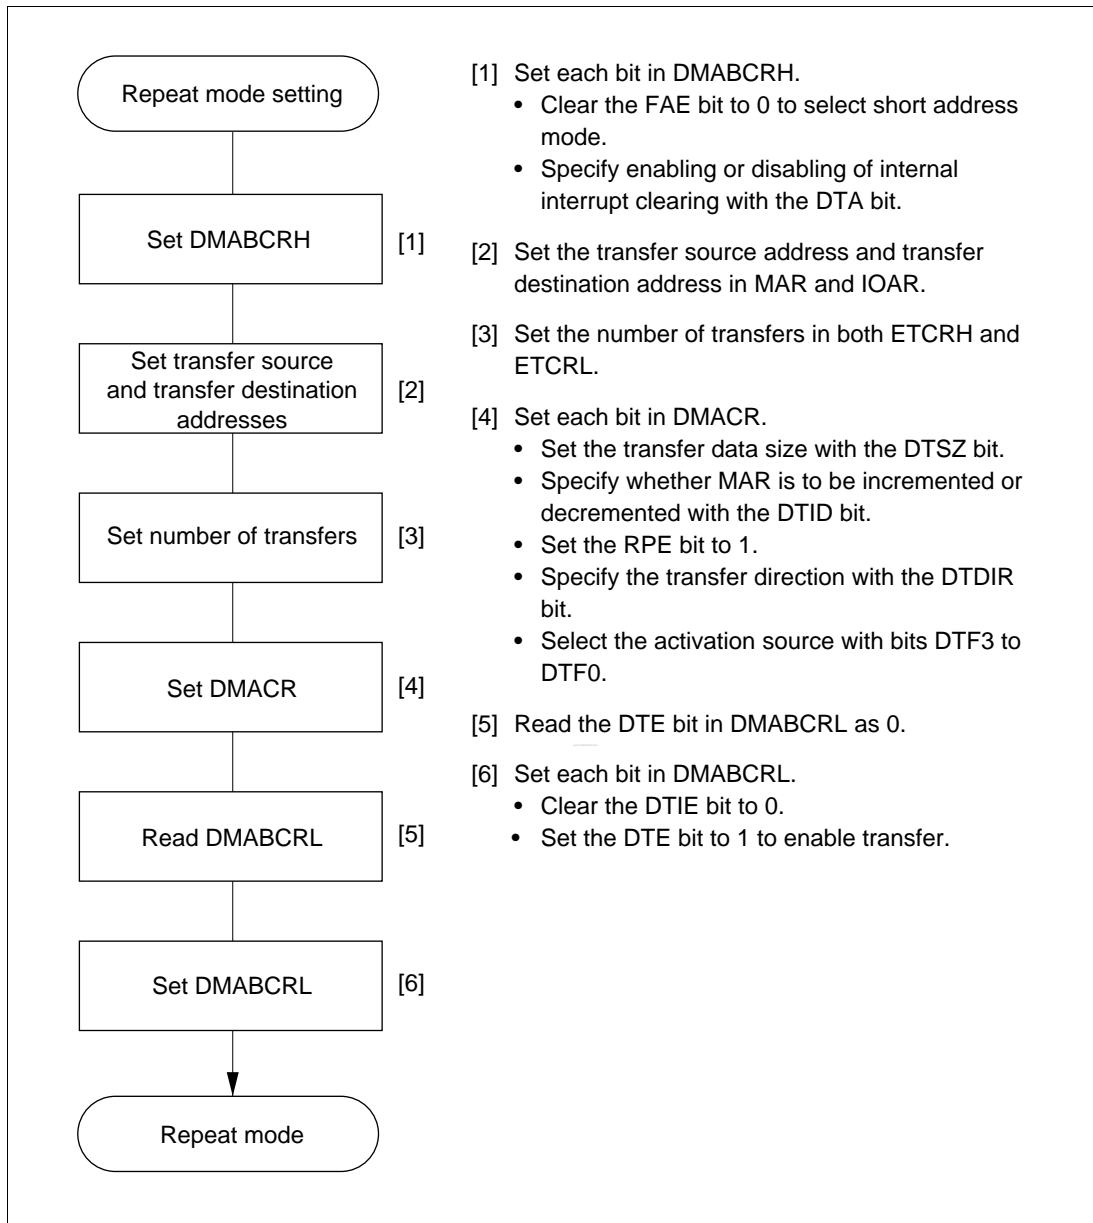 Repeat mode setting
Set DMABCRH
[1]
Set transfer source
and transfer destination
addresses
[2]
Set number of transfers
[3]
Set DMACR
[4]
Read DMABCRL
[5]
Set DMABCRL
[6]
Repeat mode
[1] Set each bit in DMABCRH.
• Clear the FAE bit to 0 to select short address
mode.
• Specify enabling or disabling of internal
interrupt clearing with the DTA bit.
[2] Set the transfer source address and transfer
destination address in MAR and IOAR.
[3] Set the number of transfers in both ETCRH and
ETCRL.
[4] Set each bit in DMACR.
• Set the transfer data size with the DTSZ bit.
• Specify whether MAR is to be incremented or
decremented with the DTID bit.
• Set the RPE bit to 1.
• Specify the transfer direction with the DTDIR
bit.
• Select the activation source with bits DTF3 to
DTF0.
[5] Read the DTE bit in DMABCRL as 0.
[6] Set each bit in DMABCRL.
• Clear the DTIE bit to 0.
• Set the DTE bit to 1 to enable transfer.